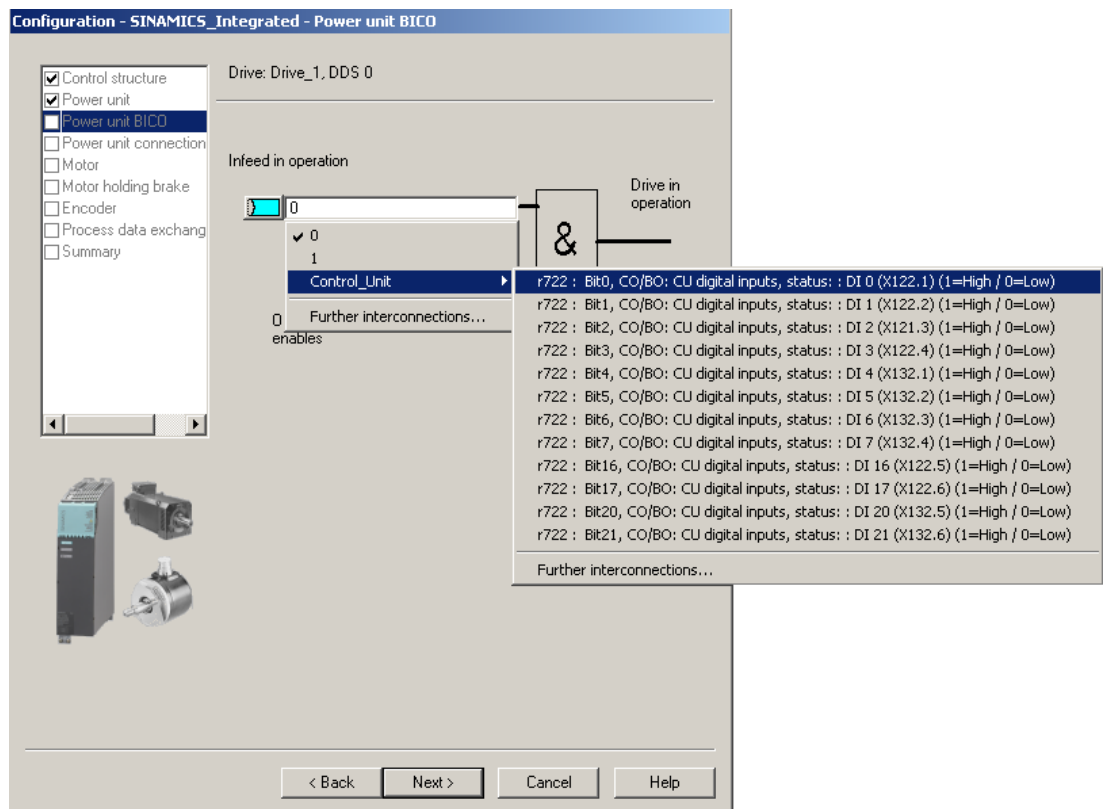 Configuration - SINAMICS_Integrated - Power unit BICO
Control structure
Power unit
Power unit BICO
Power unit connection
Motor
Motor holding brake
Encoder
Process data exchang
Summary
Drive: Drive_1, DDS 0
Infeed in operation
0
Drive in
operation
&
0
1
Control_Unit
Further interconnections...
0
enables
r722 : Bit0, CO/BO: CU digital inputs, status: : DI 0 (X122.1) (1=High / 0=Low)
r722 : Bit1, CO/BO: CU digital inputs, status: : DI 1 (X122.2) (1=High / 0=Low)
r722 : Bit2, CO/BO: CU digital inputs, status: : DI 2 (X121.3) (1=High / 0=Low)
r722 : Bit3, CO/BO: CU digital inputs, status: : DI 3 (X122.4) (1=High / 0=Low)
r722 : Bit4, CO/BO: CU digital inputs, status: : DI 4 (X132.1) (1=High / 0=Low)
r722 : Bit5, CO/BO: CU digital inputs, status: : DI 5 (X132.2) (1=High / 0=Low)
r722 : Bit6, CO/BO: CU digital inputs, status: : DI 6 (X132.3) (1=High / 0=Low)
r722 : Bit7, CO/BO: CU digital inputs, status: : DI 7 (X132.4) (1=High / 0=Low)
r722 : Bit16, CO/BO: CU digital inputs, status: : DI 16 (X122.5) (1=High / 0=Low)
r722 : Bit17, CO/BO: CU digital inputs, status: : DI 17 (X122.6) (1=High / 0=Low)
r722 : Bit20, CO/BO: CU digital inputs, status: : DI 20 (X132.5) (1=High / 0=Low)
r722 : Bit21, CO/BO: CU digital inputs, status: : DI 21 (X132.6) (1=High / 0=Low)
Further interconnections...
< Back
Next >
Cancel
Help